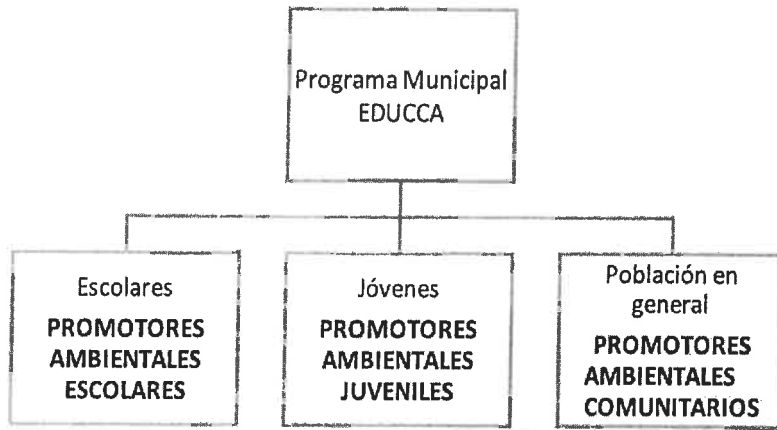 Programa Municipal
EDUCCA
Escolares
PROMOTORES
AMBIENTALES
ESCOLARES
Jóvenes
PROMOTORES
AMBIENTALES
JUVENILES
Población en
general
PROMOTORES
AMBIENTALES
COMUNITARIOS